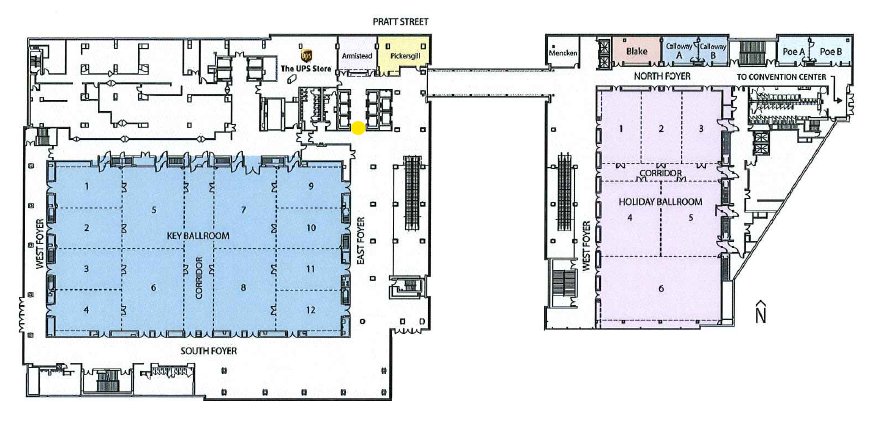 PRATT STREET
ups
The UPS Store
Armistead
Pickersgill
Mencken
Blake
Calloway
A
Calloway
B
Poe A
Poe B
NORTH FOYER
TO CONVENTION CENTER
1
2
3
CORRIDOR
HOLIDAY BALLROOM
4
5
6
WEST FOYER
1
5
7
9
2
KEY BALLROOM
10
3
11
4
6
CORRIDOR
8
12
WEST FOYER
EAST FOYER
SOUTH FOYER
N